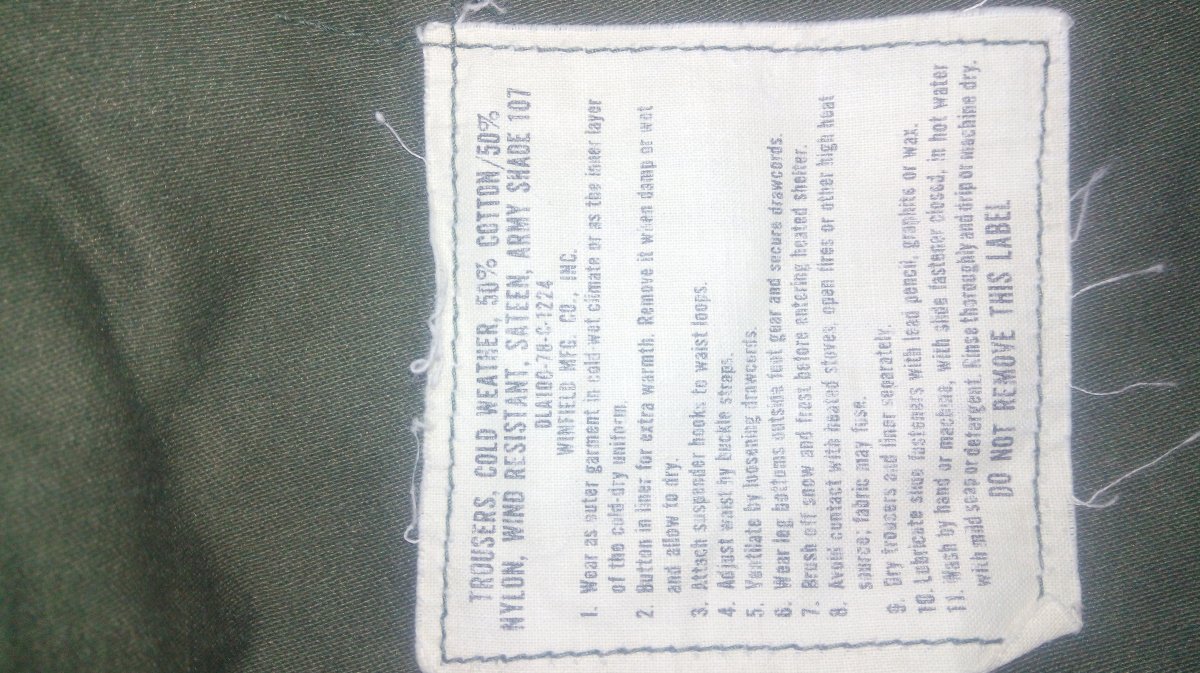 TROUSERS, COLD WEATHER, 50% COTTON/50%
NYLON, WIND RESISTANT, SATEEN, ARMY SHADE 107
DLA100-78-C-1224
WINFIELD MFG. CO., INC.
1. Wear as outer garment in cold-wet climate or as the inner layer
of the cold-dry uniform.
2. Button in liner for extra warmth. Remove it when damp or wet
and allow to dry.
3. Attach suspender hooks to waist loops.
4. Adjust waist by buckle straps.
5. Ventilate by loosening drawcords.
6. Wear leg bottoms outside foot gear and secure drawcords.
7. Brush off snow and frost before entering heated shelter.
8. Avoid contact with heated stoves, open fires or other high heat
source; fabric may fuse.
9. Dry trousers and liner separately.
10. Lubricate slide fasteners with lead pencil, graphite or wax.
11. Wash by hand or machine, with slide fastener closed, in hot water
with mild soap or detergent. Rinse thoroughly and drip or machine dry.
DO NOT REMOVE THIS LABEL